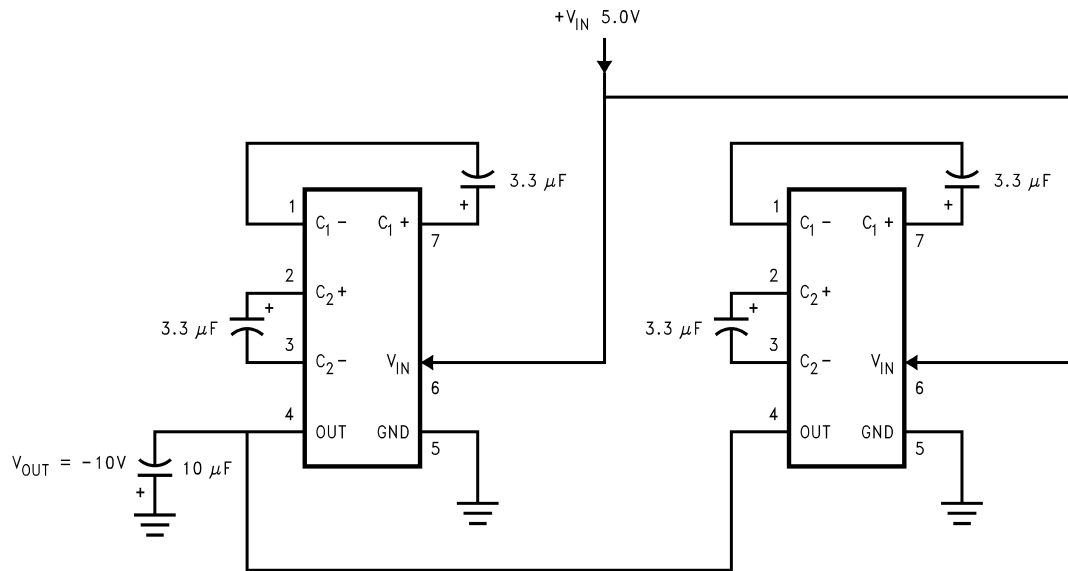 +V_IN 5.0V
3.3 μF
+
1
C1 −
C1 +
7
2
C2 +
+
3.3 μF
3
C2 −
V_IN
6
4
OUT
GND
5
V_OUT = −10V
10 μF
+
3.3 μF
+
1
C1 −
C1 +
7
2
C2 +
+
3.3 μF
3
C2 −
V_IN
6
4
OUT
GND
5